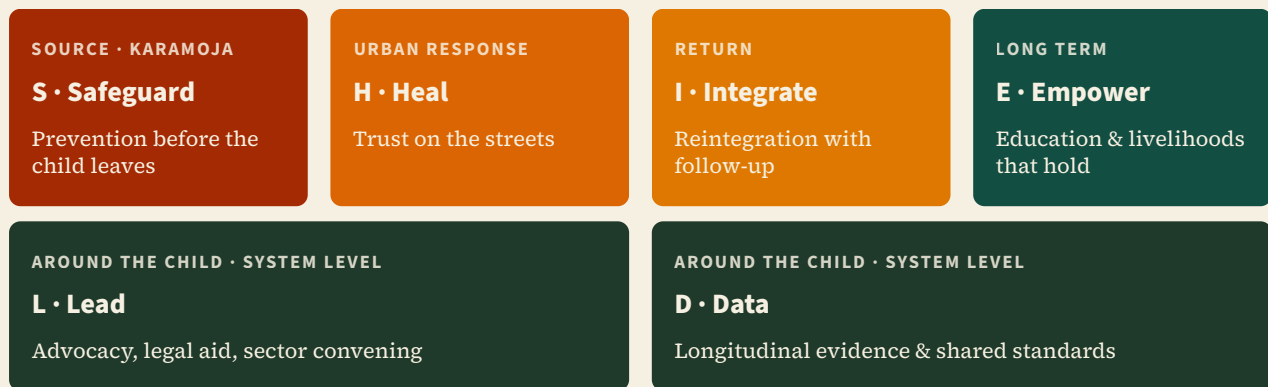 SOURCE · KARAMOJA
S · Safeguard
Prevention before the
child leaves
URBAN RESPONSE
H · Heal
Trust on the streets
RETURN
I · Integrate
Reintegration with
follow-up
LONG TERM
E · Empower
Education & livelihoods
that hold
AROUND THE CHILD · SYSTEM LEVEL
L · Lead
Advocacy, legal aid, sector convening
AROUND THE CHILD · SYSTEM LEVEL
D · Data
Longitudinal evidence & shared standards